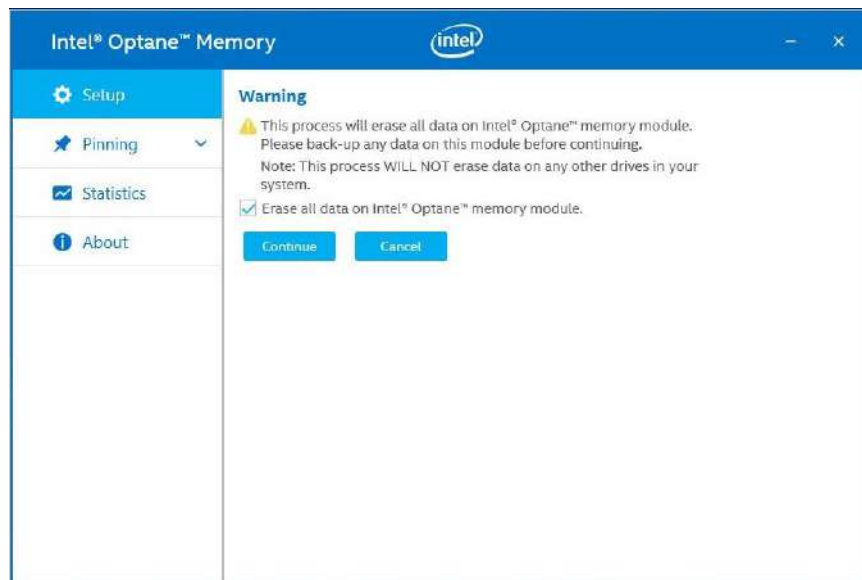 Intel® Optane™ Memory
intel
Setup
Pinning
Statistics
About
Warning
This process will erase all data on Intel® Optane™ memory module.
Please back-up any data on this module before continuing.
Note: This process WILL NOT erase data on any other drives in your
system.
Erase all data on Intel® Optane™ memory module.
Continue
Cancel